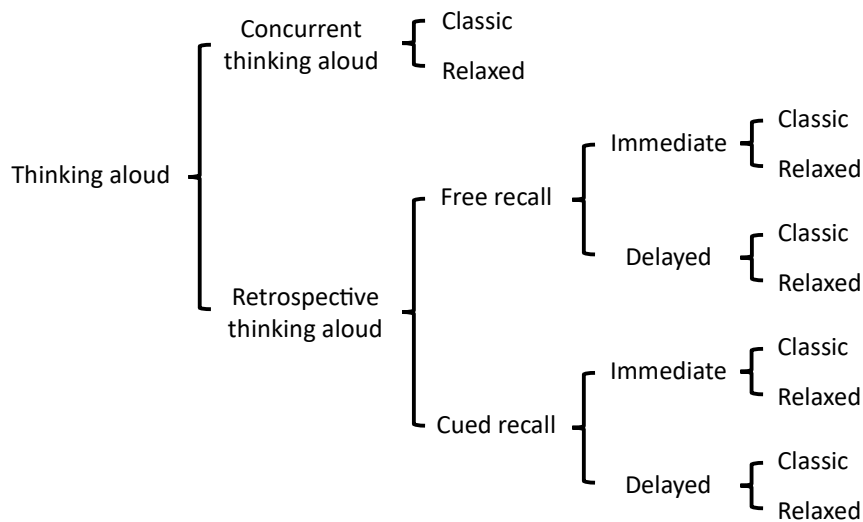 Thinking aloud
Concurrent
thinking aloud
Classic
Relaxed
Retrospective
thinking aloud
Free recall
Immediate
Classic
Relaxed
Delayed
Classic
Relaxed
Cued recall
Immediate
Classic
Relaxed
Delayed
Classic
Relaxed